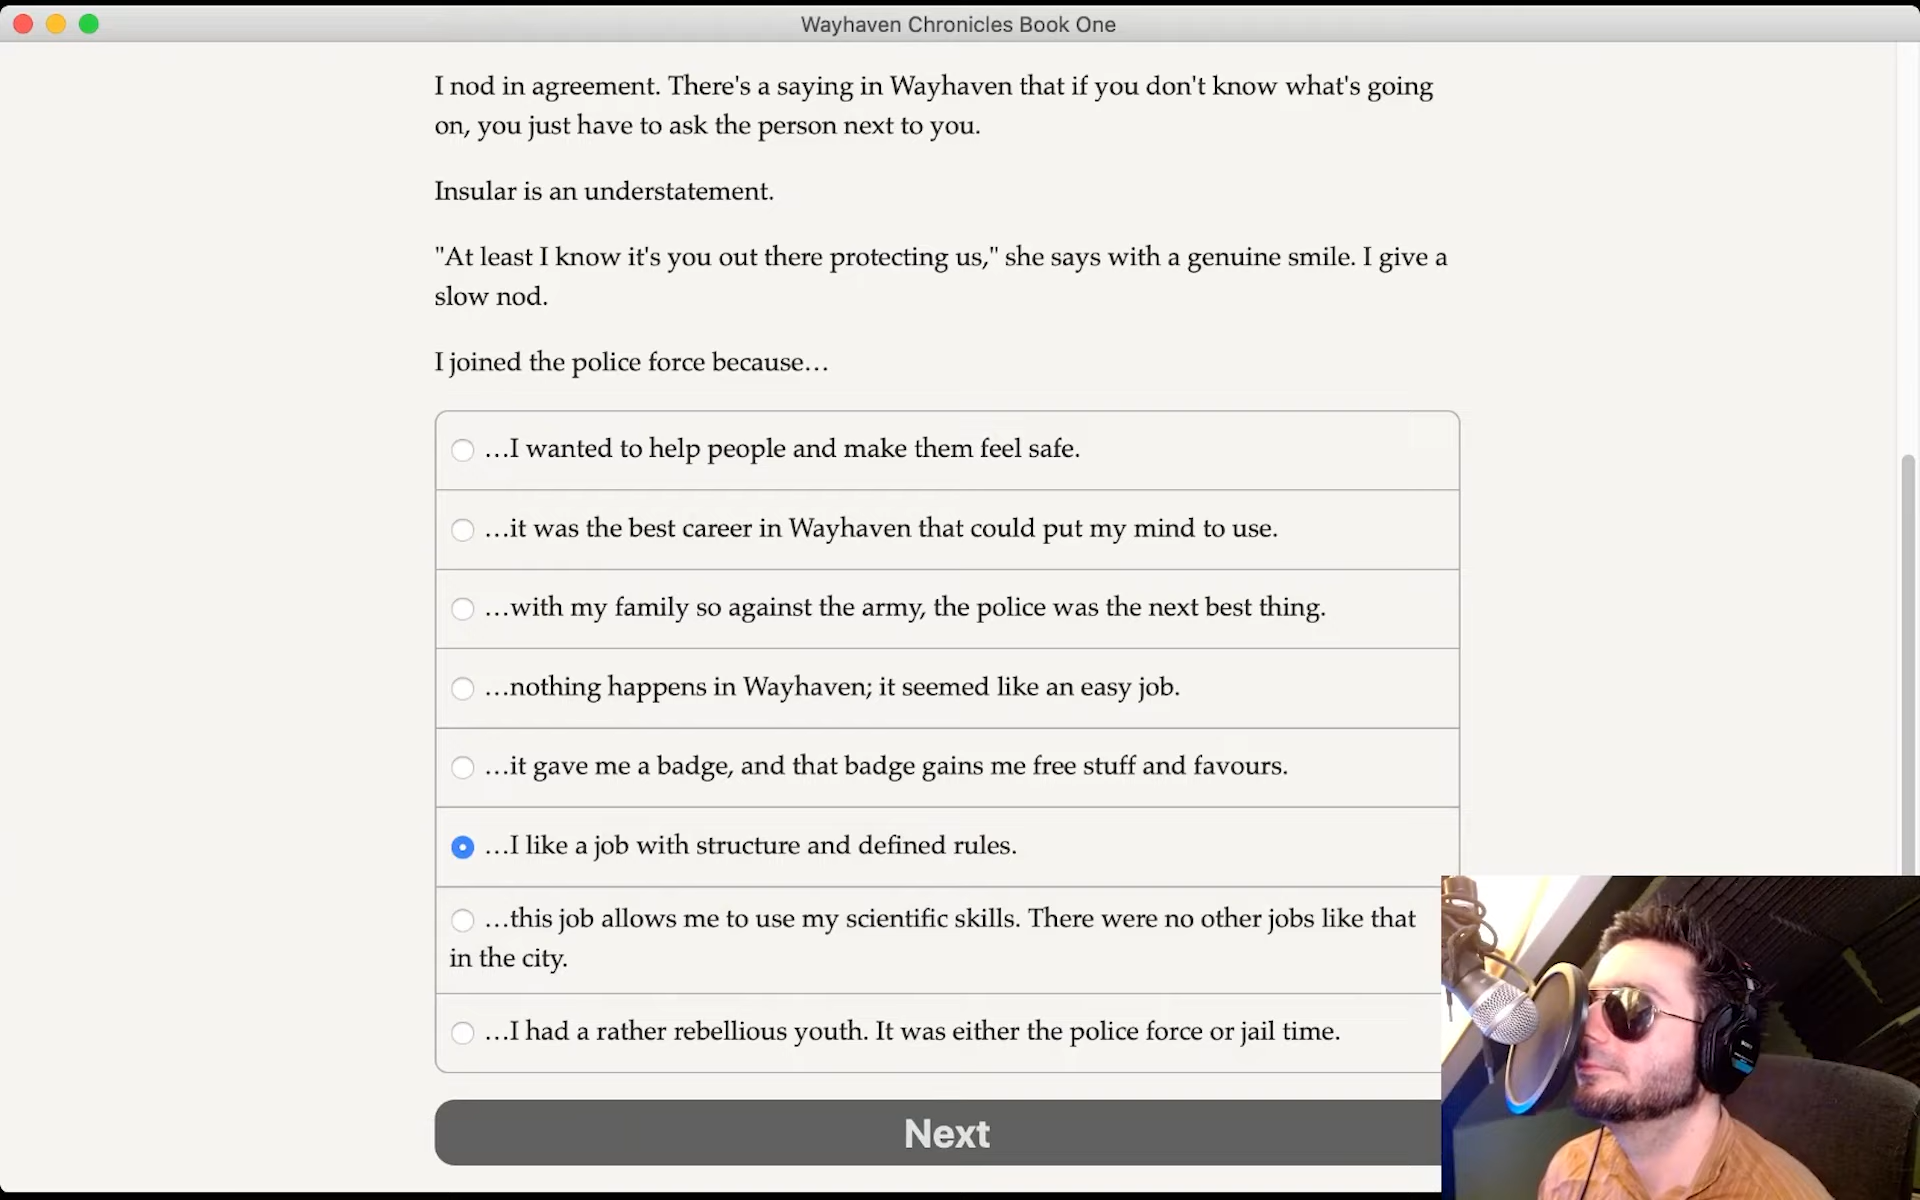 Wayhaven Chronicles Book One
I nod in agreement. There's a saying in Wayhaven that if you don't know what's going
on, you just have to ask the person next to you.
Insular is an understatement.
"At least I know it's you out there protecting us," she says with a genuine smile. I give a
slow nod.
I joined the police force because…
…I wanted to help people and make them feel safe.
…it was the best career in Wayhaven that could put my mind to use.
…with my family so against the army, the police was the next best thing.
…nothing happens in Wayhaven; it seemed like an easy job.
…it gave me a badge, and that badge gains me free stuff and favours.
…I like a job with structure and defined rules.
…this job allows me to use my scientific skills. There were no other jobs like that
in the city.
…I had a rather rebellious youth. It was either the police force or jail time.
Next